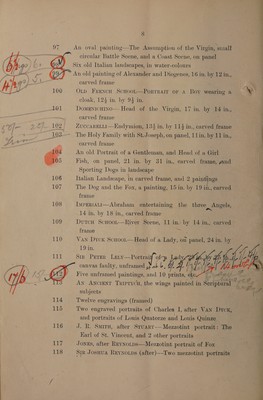 8
97 An oval painting—The Assumption of the Virgin, small
circular Battle Scene, and a Coast Scene, on panel
Six old Italian landscapes, in water-colours
An old painting of Alexander and Diogenes, 16 in. by 12 in.,
carved frame
100 OLD FRENCH SCHOOL—PORTRAIT OF A BOY wearing a
cloak, 12½ in. by 9½ in.
101 DOMENICHINO—Head of the Virgin, 17 in. by 14 in.,
carved frame
102 ZUCCARELLI—Endymion, 13½ in. by 11½ in., carved frame
103 The Holy Family with St. Joseph, on panel, 11 in. by 11 in.,
carved frame
104 An old Portrait of a Gentleman, and Head of a Girl
105 Fish, on panel, 21 in. by 31 in., carved frame, and
Sporting Dogs in landscape
106 Italian Landscape, in carved frame, and 2 paintings
107 The Dog and the Fox, a painting, 15 in. by 18 in., carved
frame
108 IMPERIALI—Abraham entertaining the three Angels,
14 in. by 18 in., carved frame
109 DUTCH SCHOOL—River Scene, 11 in. by 14 in., carved
frame
110 VAN DYCK SCHOOL—Head of a Lady, on panel, 24 in. by
19 in.
111 SIR PETER LELY—PORTRAIT OF A
canvas faulty, unframed
Five unframed paintings, and 10 prints,
113 AN ANCIENT TRIPTYCH, the wings painted in Scriptural
subjects
114 Twelve engravings (framed)
115 Two engraved portraits of Charles I. after VAN DYCK,
and portraits of Louis Quatorze and Louis Quinze
116 J. R. SMITH, after STUART—Mezzotint portrait: The
Earl of St. Vincent, and 2 other portraits
117 JONES, after REYNOLDS—Mezzotint portrait of Fox
118 SIR JOSHUA REYNOLDS (after)—Two mezzotint portraits